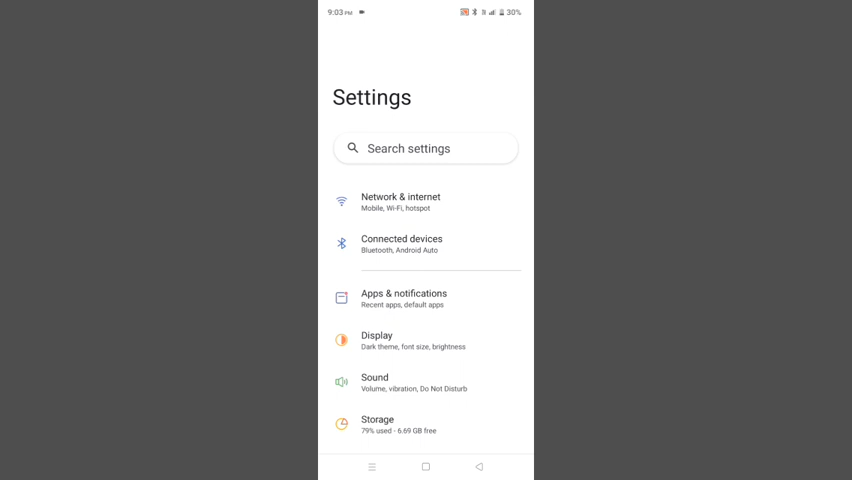 9:03 PM
30%
Settings
Search settings
Network & internet
Mobile, Wi-Fi, hotspot
Connected devices
Bluetooth, Android Auto
Apps & notifications
Recent apps, default apps
Display
Dark theme, font size, brightness
Sound
Volume, vibration, Do Not Disturb
Storage
79% used - 6.69 GB free